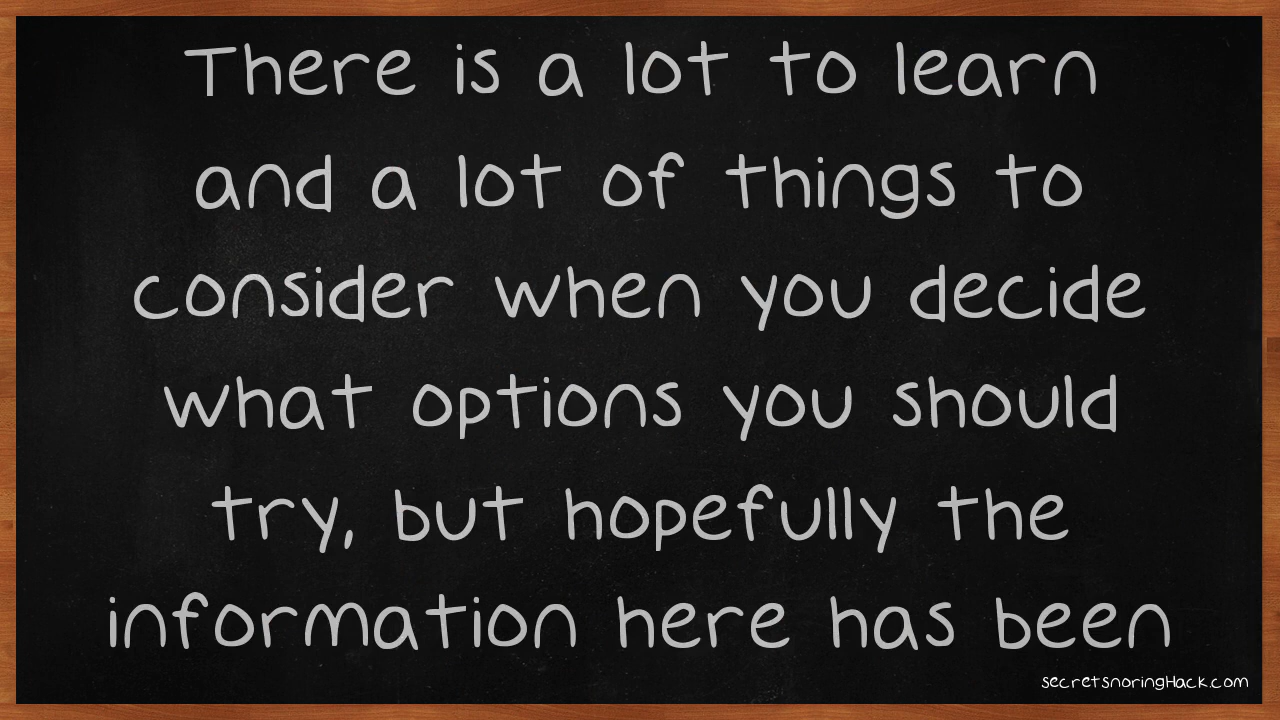 There is a lot to learn
and a lot of things to
consider when you decide
what options you should
try, but hopefully the
information here has been
secretsnoringHack.com